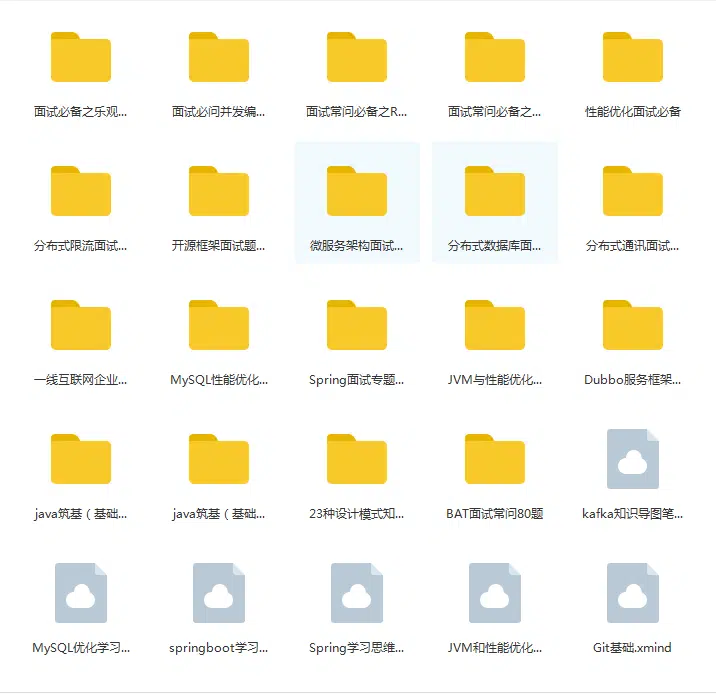 面试必备之乐观...
面试必问并发编...
面试常问必备之R...
面试常问必备之...
性能优化面试必备
分布式限流面试...
开源框架面试题...
微服务架构面试...
分布式数据库面...
分布式通讯面试...
一线互联网企业...
MySQL性能优化...
Spring面试专题...
JVM与性能优化...
Dubbo服务框架...
java筑基（基础...
java筑基（基础...
23种设计模式知...
BAT面试常问80题
kafka知识导图笔...
MySQL优化学习...
springboot学习...
Spring学习思维...
JVM和性能优化...
Git基础.xmind